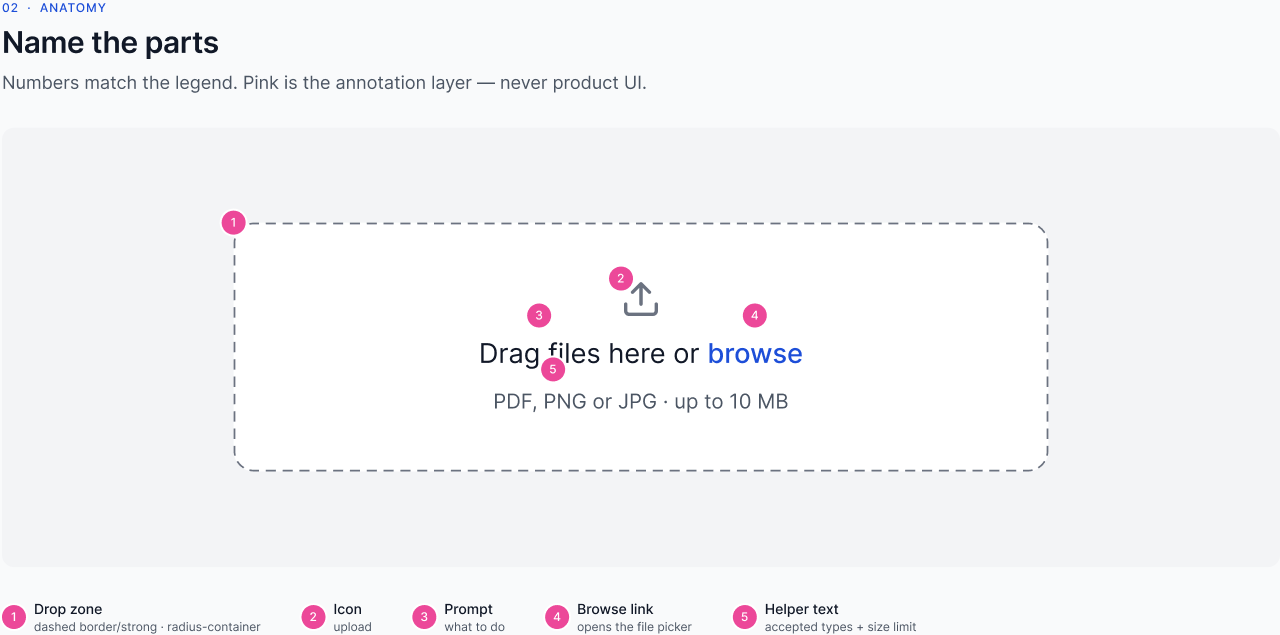 02 · ANATOMY
Name the parts
Numbers match the legend. Pink is the annotation layer — never product UI.
1
2
3
4
Drag files here or browse
5
PDF, PNG or JPG · up to 10 MB
1 Drop zone
dashed border/strong · radius-container
2 Icon
upload
3 Prompt
what to do
4 Browse link
opens the file picker
5 Helper text
accepted types + size limit